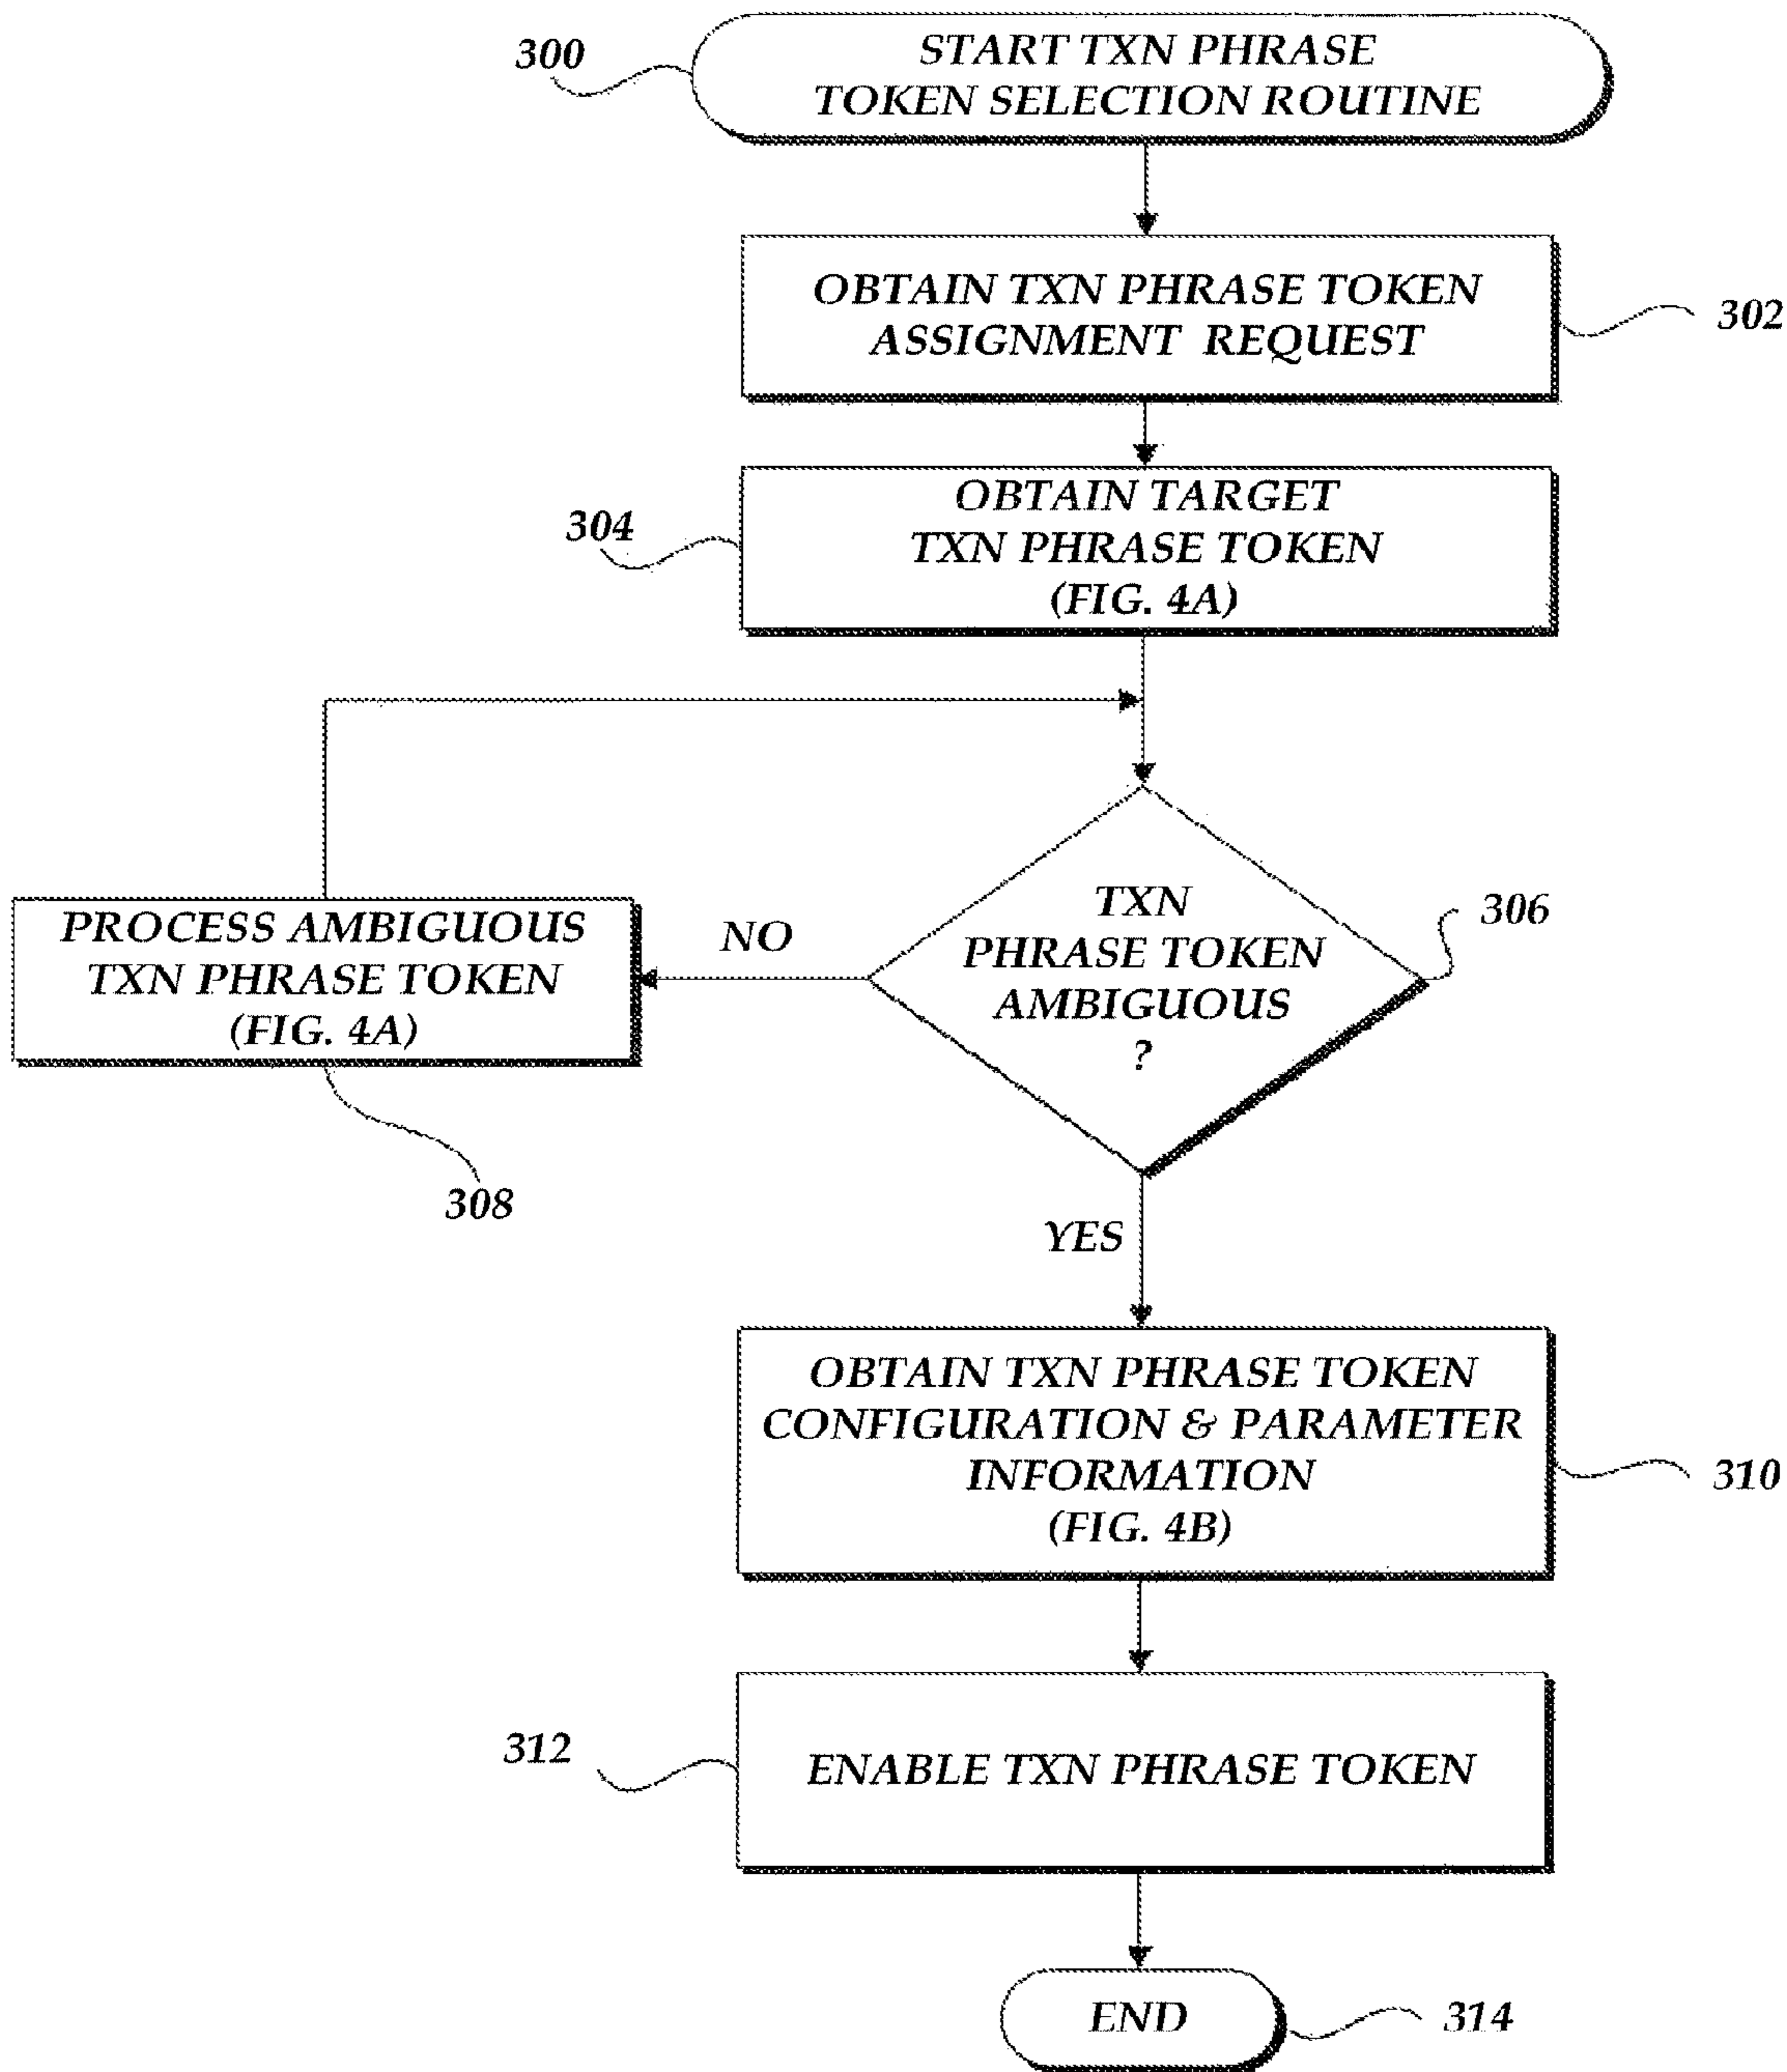 300
START TXN PHRASE
TOKEN SELECTION ROUTINE
OBTAIN TXN PHRASE TOKEN
ASSIGNMENT REQUEST
302
304
OBTAIN TARGET
TXN PHRASE TOKEN
(FIG. 4A)
TXN
PHRASE TOKEN
AMBIGUOUS
?
306
NO
PROCESS AMBIGUOUS
TXN PHRASE TOKEN
(FIG. 4A)
308
YES
OBTAIN TXN PHRASE TOKEN
CONFIGURATION & PARAMETER
INFORMATION
(FIG. 4B)
310
312
ENABLE TXN PHRASE TOKEN
END
314